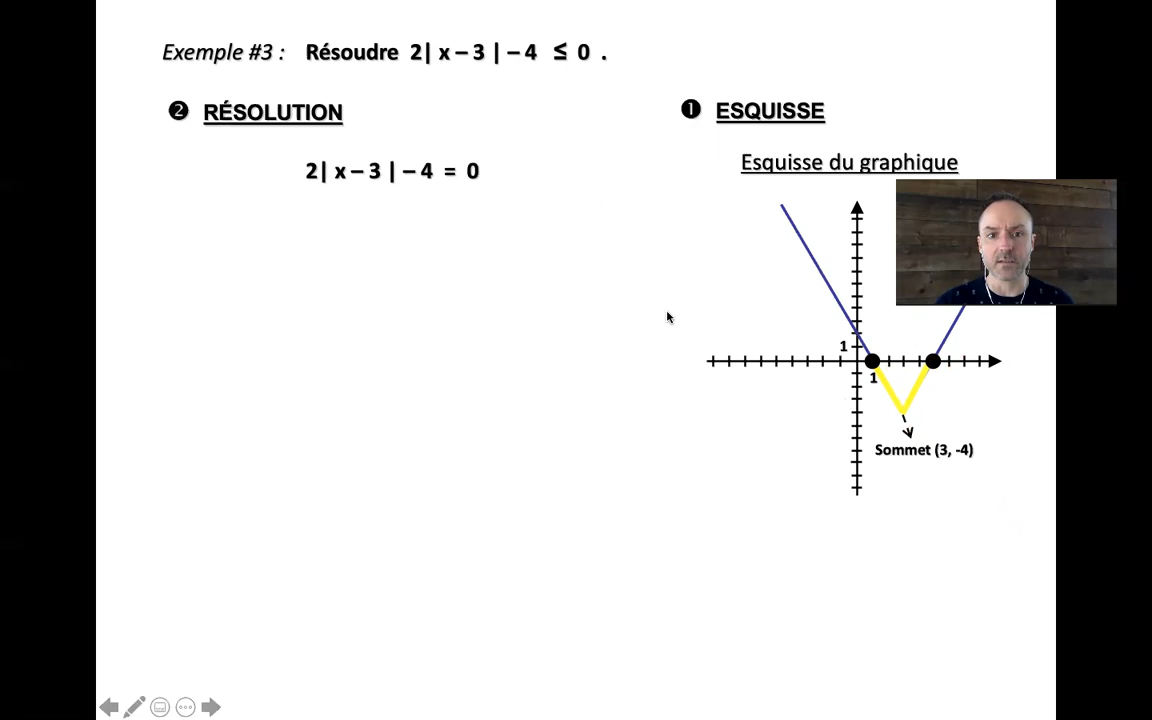 Exemple #3 : Résoudre 2| x – 3 | – 4 ≤ 0 .
❷ RÉSOLUTION
2| x – 3 | – 4 = 0
❶ ESQUISSE
Esquisse du graphique
1
1
Sommet (3, -4)